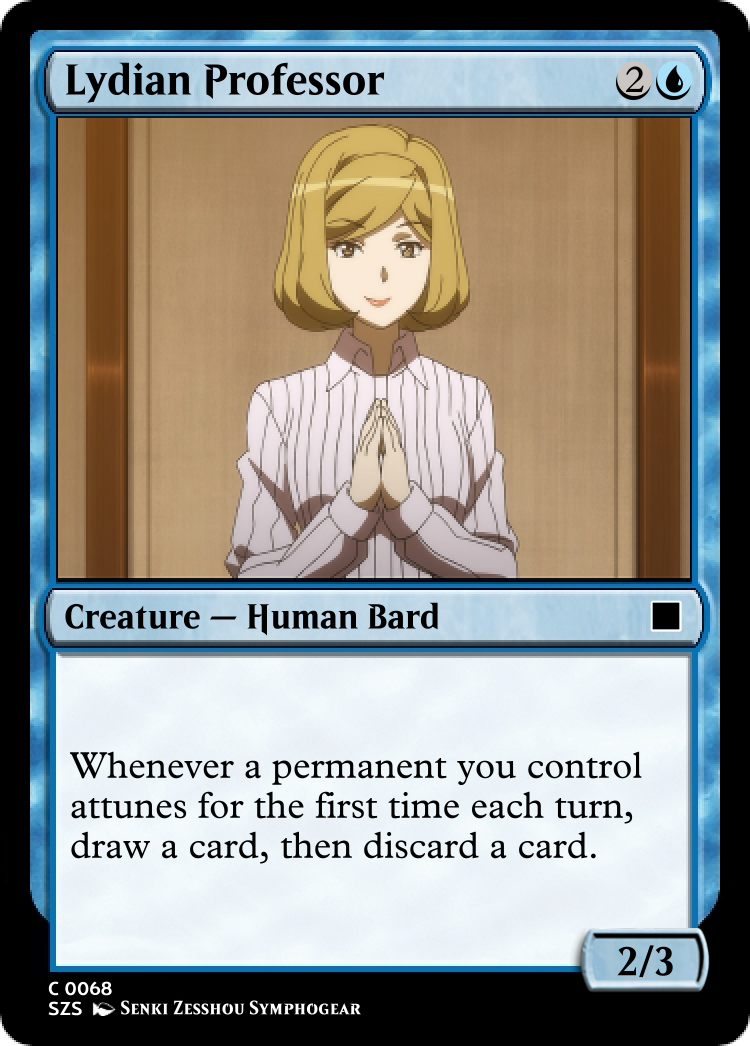 Lydian Professor 2
Creature — Human Bard
Whenever a permanent you control
attunes for the first time each turn,
draw a card, then discard a card.
2/3
C 0068
SZS Senki Zesshou Symphogear